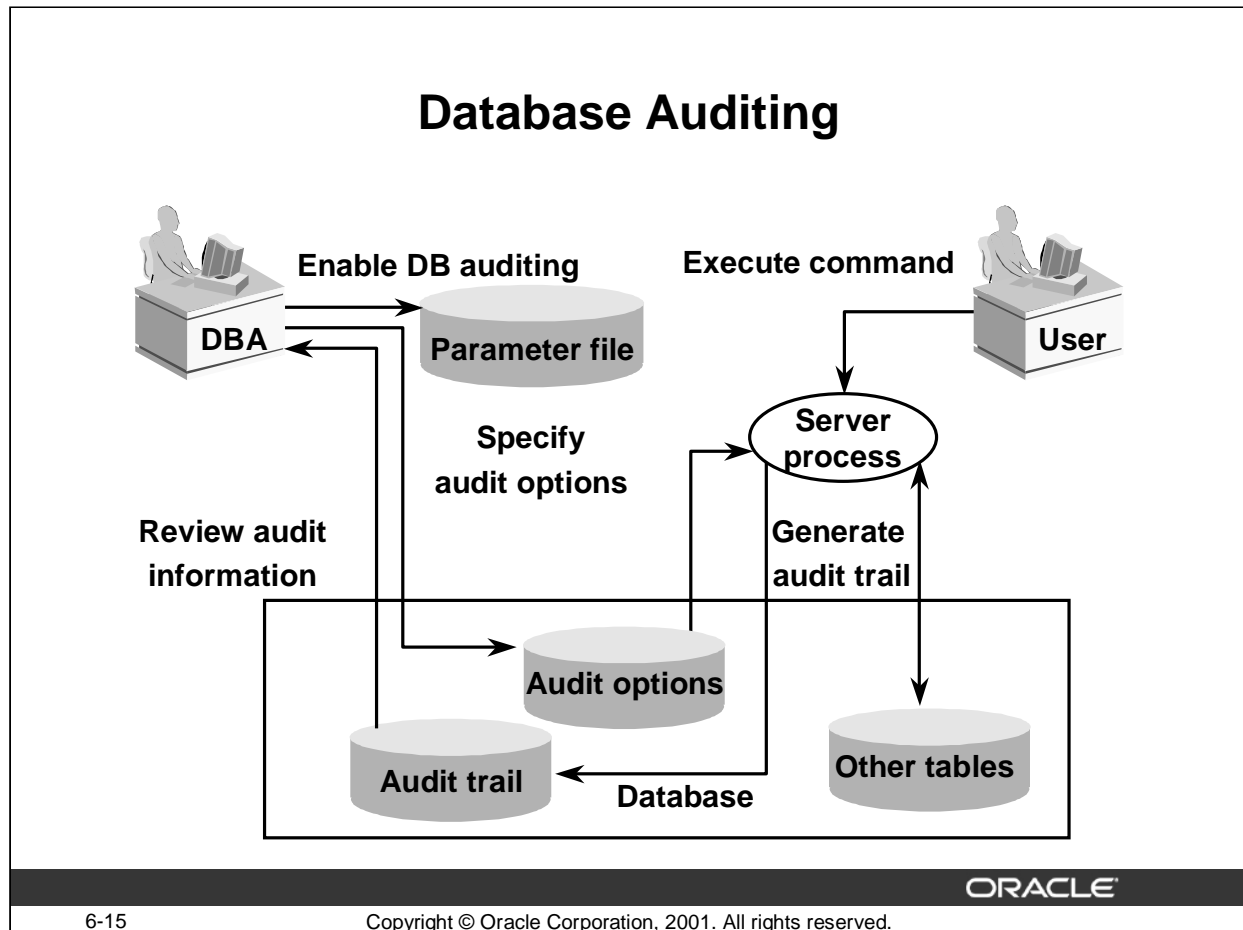 Database Auditing
Enable DB auditing
Execute command
DBA
Parameter file
User
Specify
audit options
Server
process
Review audit
information
Generate
audit trail
Audit options
Audit trail
Database
Other tables
ORACLE
6-15
Copyright © Oracle Corporation, 2001. All rights reserved.